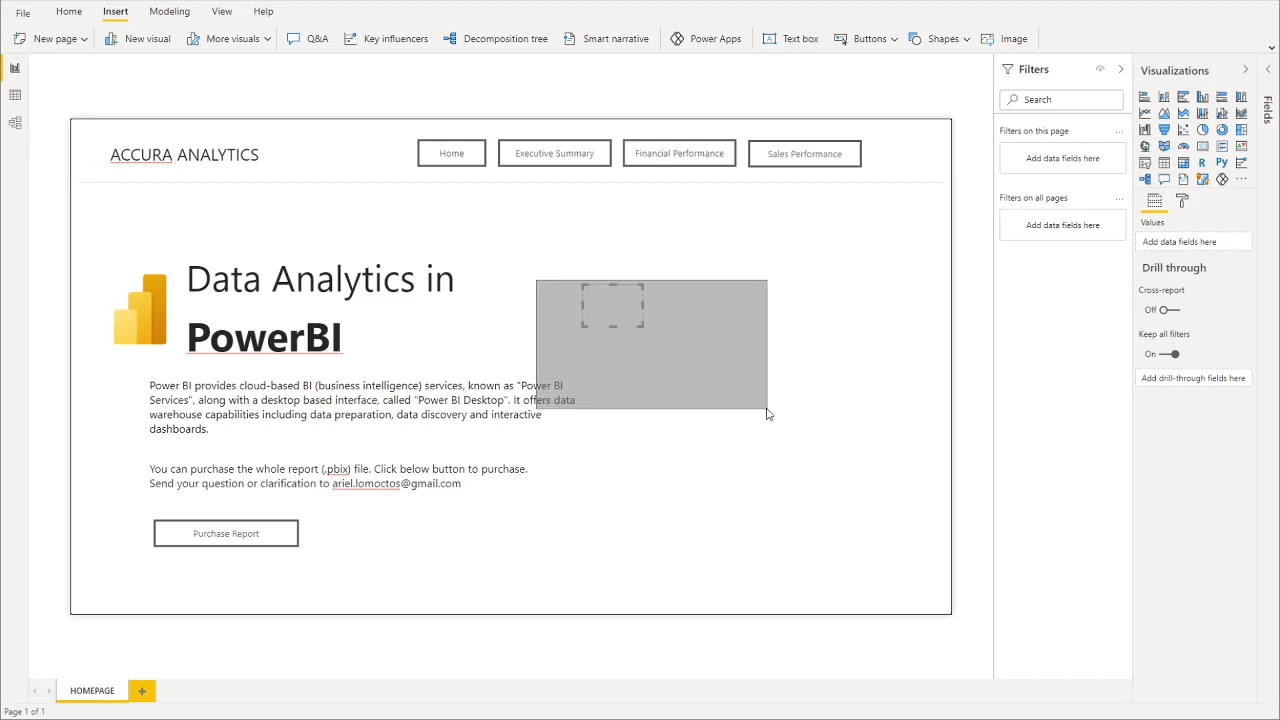 File Home Insert Modeling View Help
New page New visual More visuals Q&A Key influencers Decomposition tree Smart narrative Power Apps Text box Buttons Shapes Image
Filters
Search
Filters on this page
...
Add data fields here
Filters on all pages
...
Add data fields here
Visualizations
R Py
...
Values
Add data fields here
Drill through
Cross-report
Off
Keep all filters
On
Add drill-through fields here
Fields
ACCURA ANALYTICS
Home Executive Summary Financial Performance Sales Performance
Data Analytics in
PowerBI
Power BI provides cloud-based BI (business intelligence) services, known as "Power BI
Services", along with a desktop based interface, called "Power BI Desktop". It offers data
warehouse capabilities including data preparation, data discovery and interactive
dashboards.
You can purchase the whole report (.pbix) file. Click below button to purchase.
Send your question or clarification to ariel.lomoctos@gmail.com
Purchase Report
HOMEPAGE +
Page 1 of 1